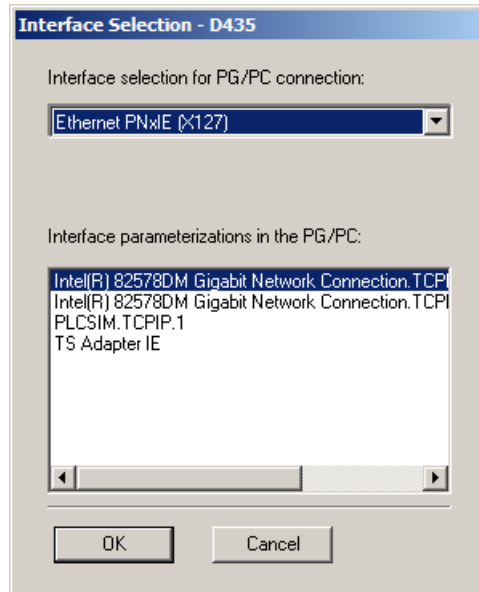 Interface Selection - D435
Interface selection for PG/PC connection:
Ethernet PNxIE (X127)
Interface parameterizations in the PG/PC:
Intel(R) 82578DM Gigabit Network Connection.TCPI
Intel(R) 82578DM Gigabit Network Connection.TCPI
PLCSIM.TCPIP.1
TS Adapter IE
OK
Cancel